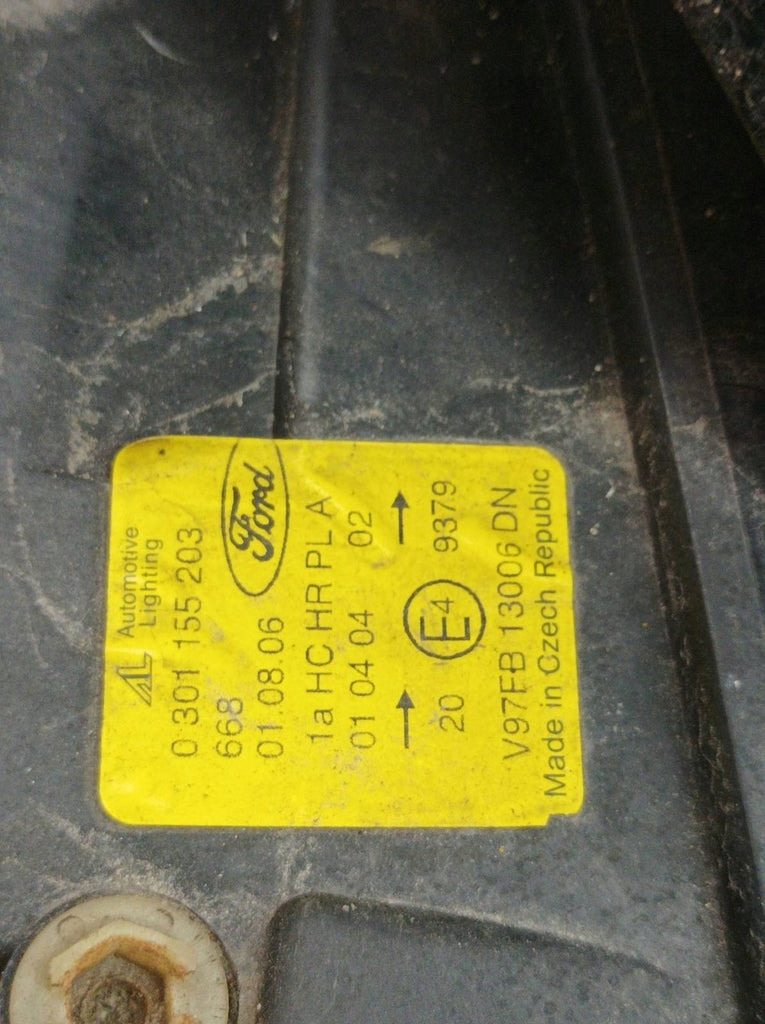 AL Automotive
Lighting
0 301 155 203
668
Ford
01.08.06
1a HC HR PL A
01 04 04 02
→ →
20 E4 9379
V97FB 13006 DN
Made in Czech Republic